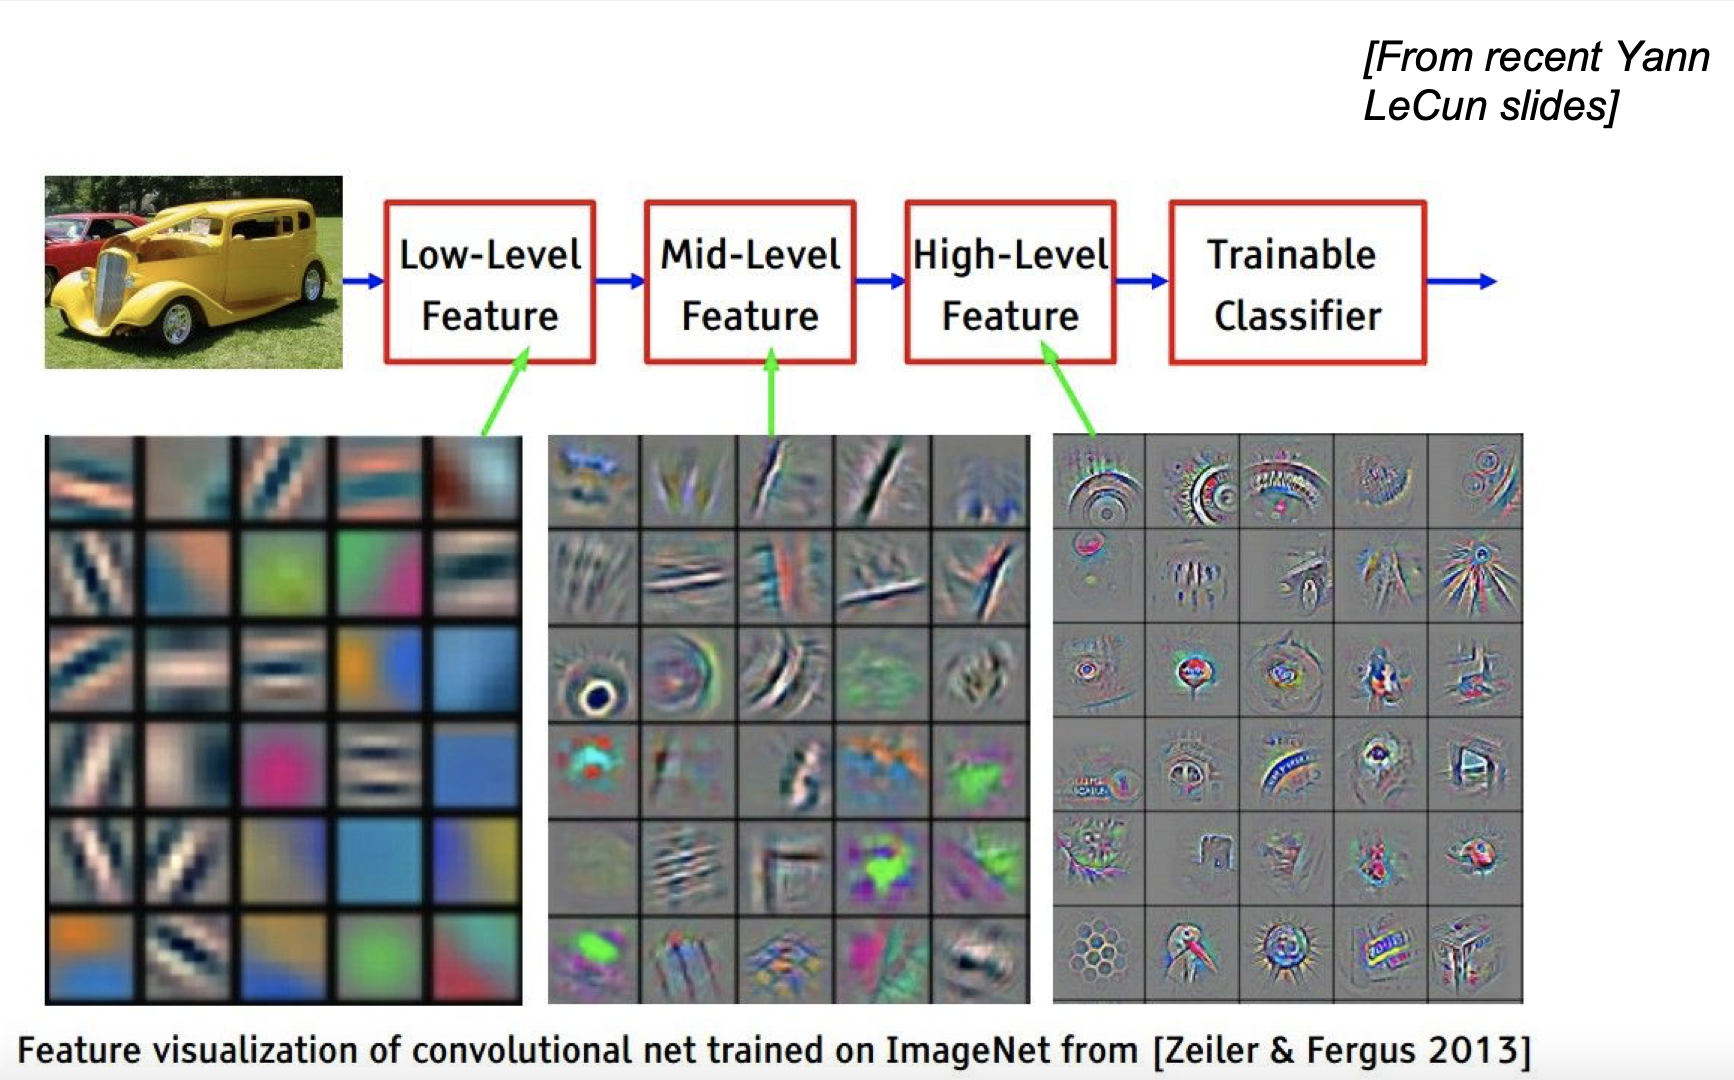 [From recent Yann
LeCun slides]
Low-Level
Feature
Mid-Level
Feature
High-Level
Feature
Trainable
Classifier
Feature visualization of convolutional net trained on ImageNet from [Zeiler & Fergus 2013]